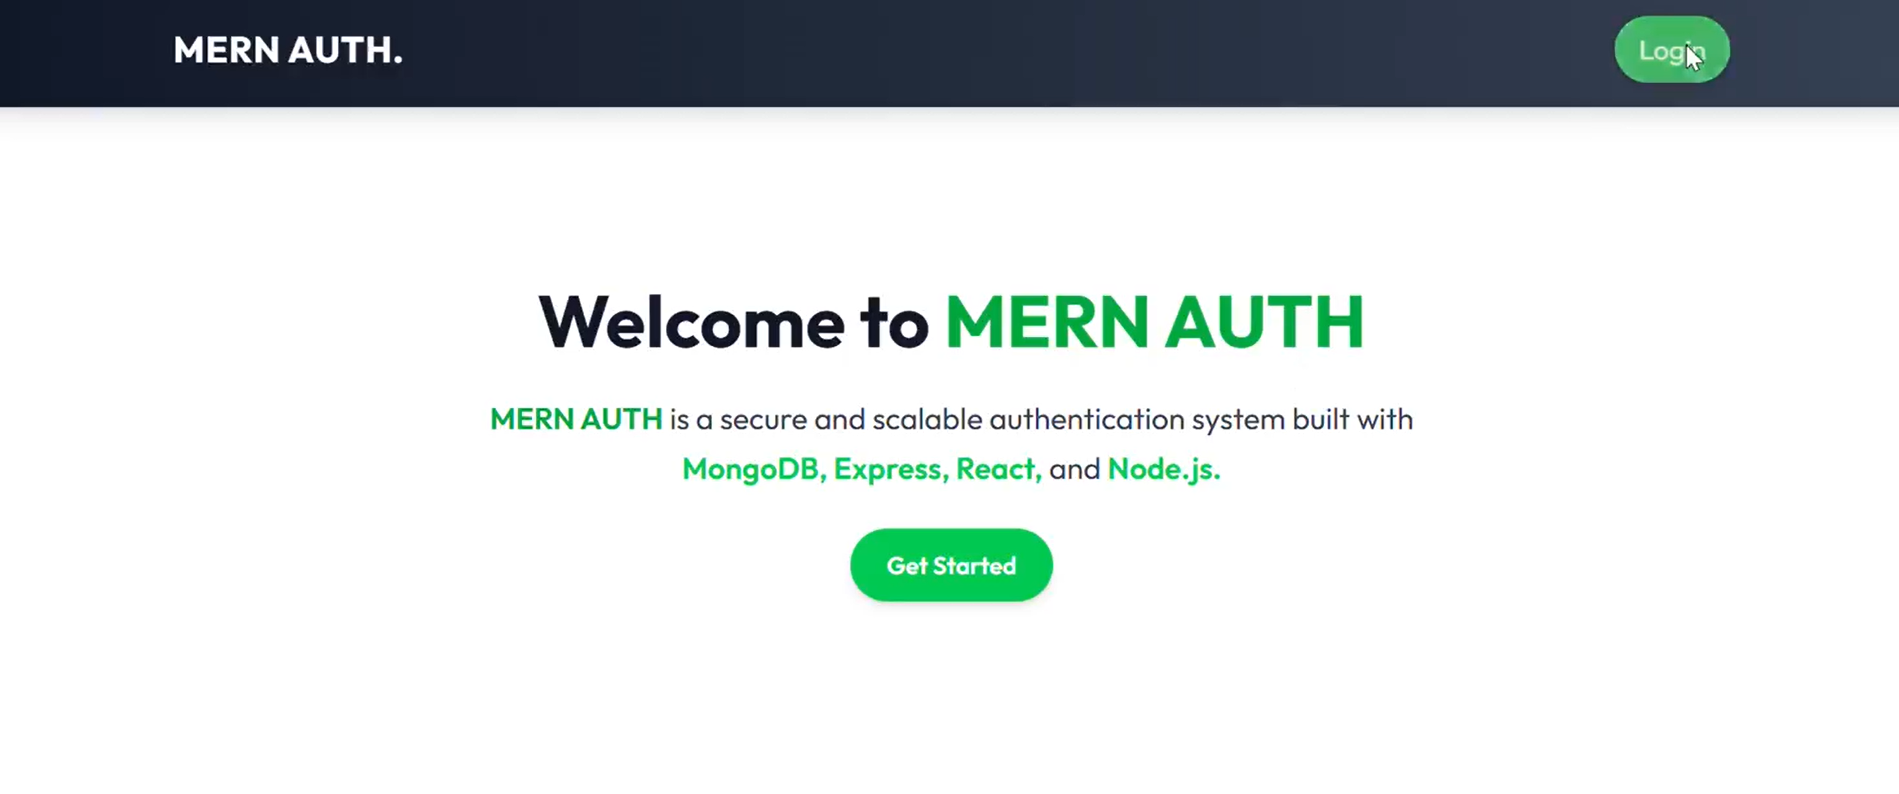 MERN AUTH.
Login
Welcome to MERN AUTH
MERN AUTH is a secure and scalable authentication system built with
MongoDB, Express, React, and Node.js.
Get Started